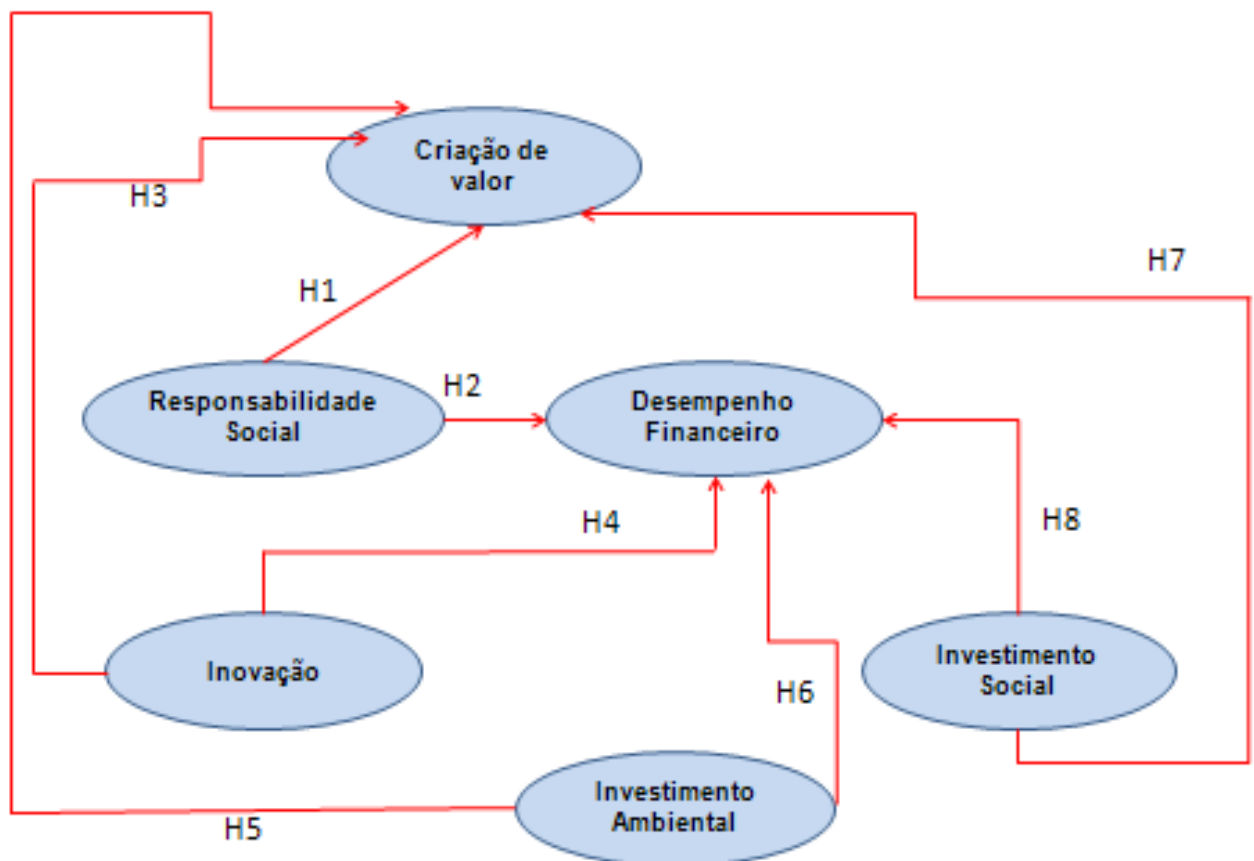 Criação de
valor
H3
H7
H1
Responsabilidade
Social
H2
Desempenho
Financeiro
H4
H8
Inovação
Investimento
Social
H6
Investimento
Ambiental
H5